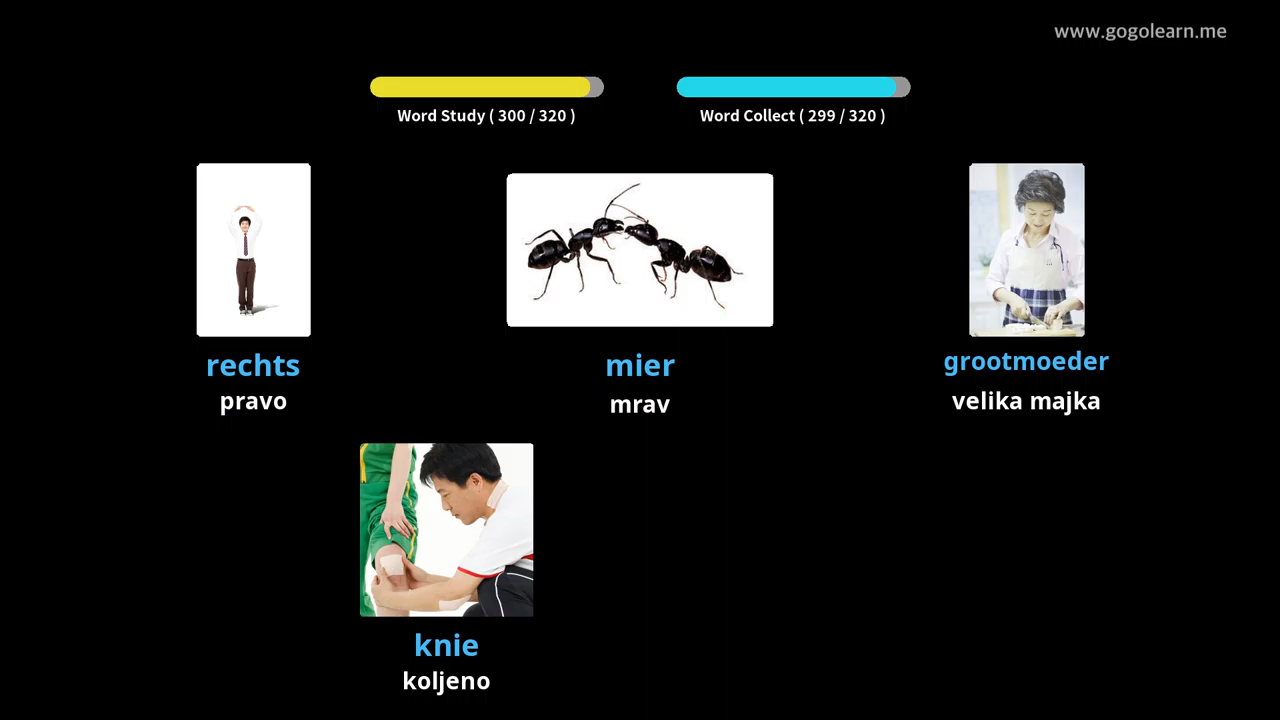 www.gogolearn.me
Word Study ( 300 / 320 )
Word Collect ( 299 / 320 )
rechts
pravo
mier
mrav
grootmoeder
velika majka
knie
koljeno